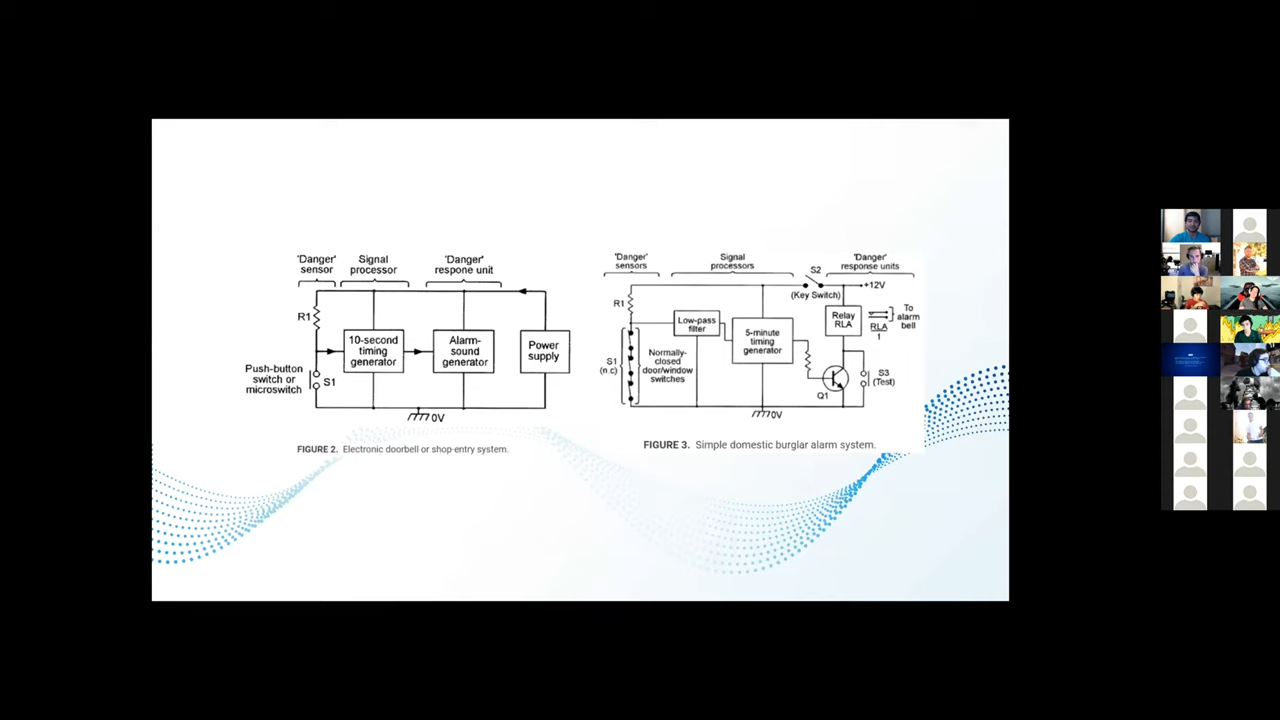 'Danger'
sensor
Signal
processor
'Danger'
respone unit
R1
10-second
timing
generator
Alarm-
sound
generator
Power
supply
Push-button
switch or
microswitch
S1
0V
FIGURE 2. Electronic doorbell or shop-entry system.
'Danger'
sensors
Signal
processors
'Danger'
response units
S2
(Key Switch)
+12V
R1
Low-pass
filter
5-minute
timing
generator
Relay
RLA
RLA
1
To
alarm
bell
S1
(n.c)
Normally-
closed
door/window
switches
Q1
S3
(Test)
0V
FIGURE 3. Simple domestic burglar alarm system.